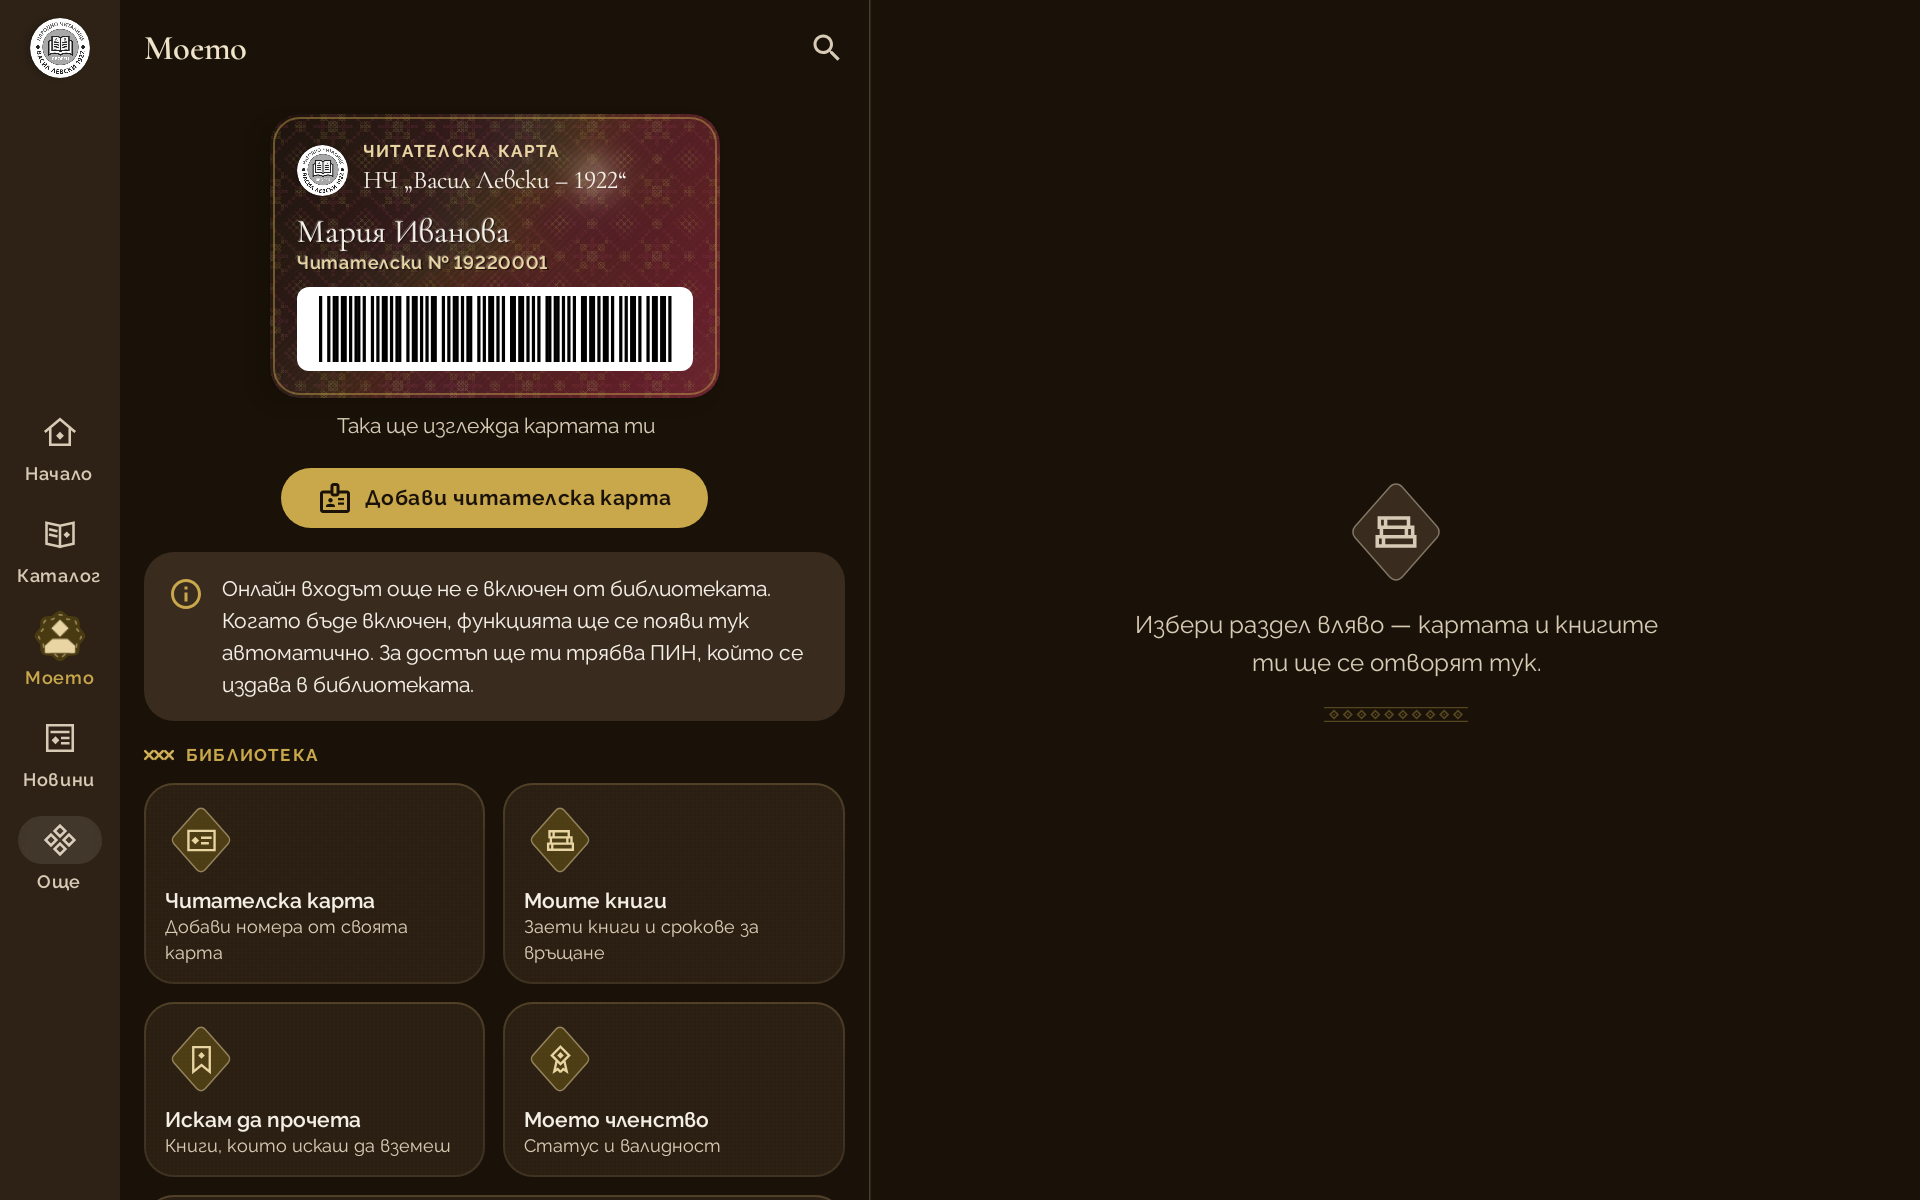 Моето
ЧИТАТЕЛСКА КАРТА
НЧ „Васил Левски – 1922“
Мария Иванова
Читателски № 19220001
Така ще изглежда картата ти
Добави читателска карта
Онлайн входът още не е включен от библиотеката.
Когато бъде включен, функцията ще се появи тук
автоматично. За достъп ще ти трябва ПИН, който се
издава в библиотеката.
БИБЛИОТЕКА
Читателска карта
Добави номера от своята
карта
Моите книги
Заети книги и срокове за
връщане
Искам да прочета
Книги, които искаш да вземеш
Моето членство
Статус и валидност
Начало
Каталог
Моето
Новини
Още
Избери раздел вляво — картата и книгите
ти ще се отворят тук.